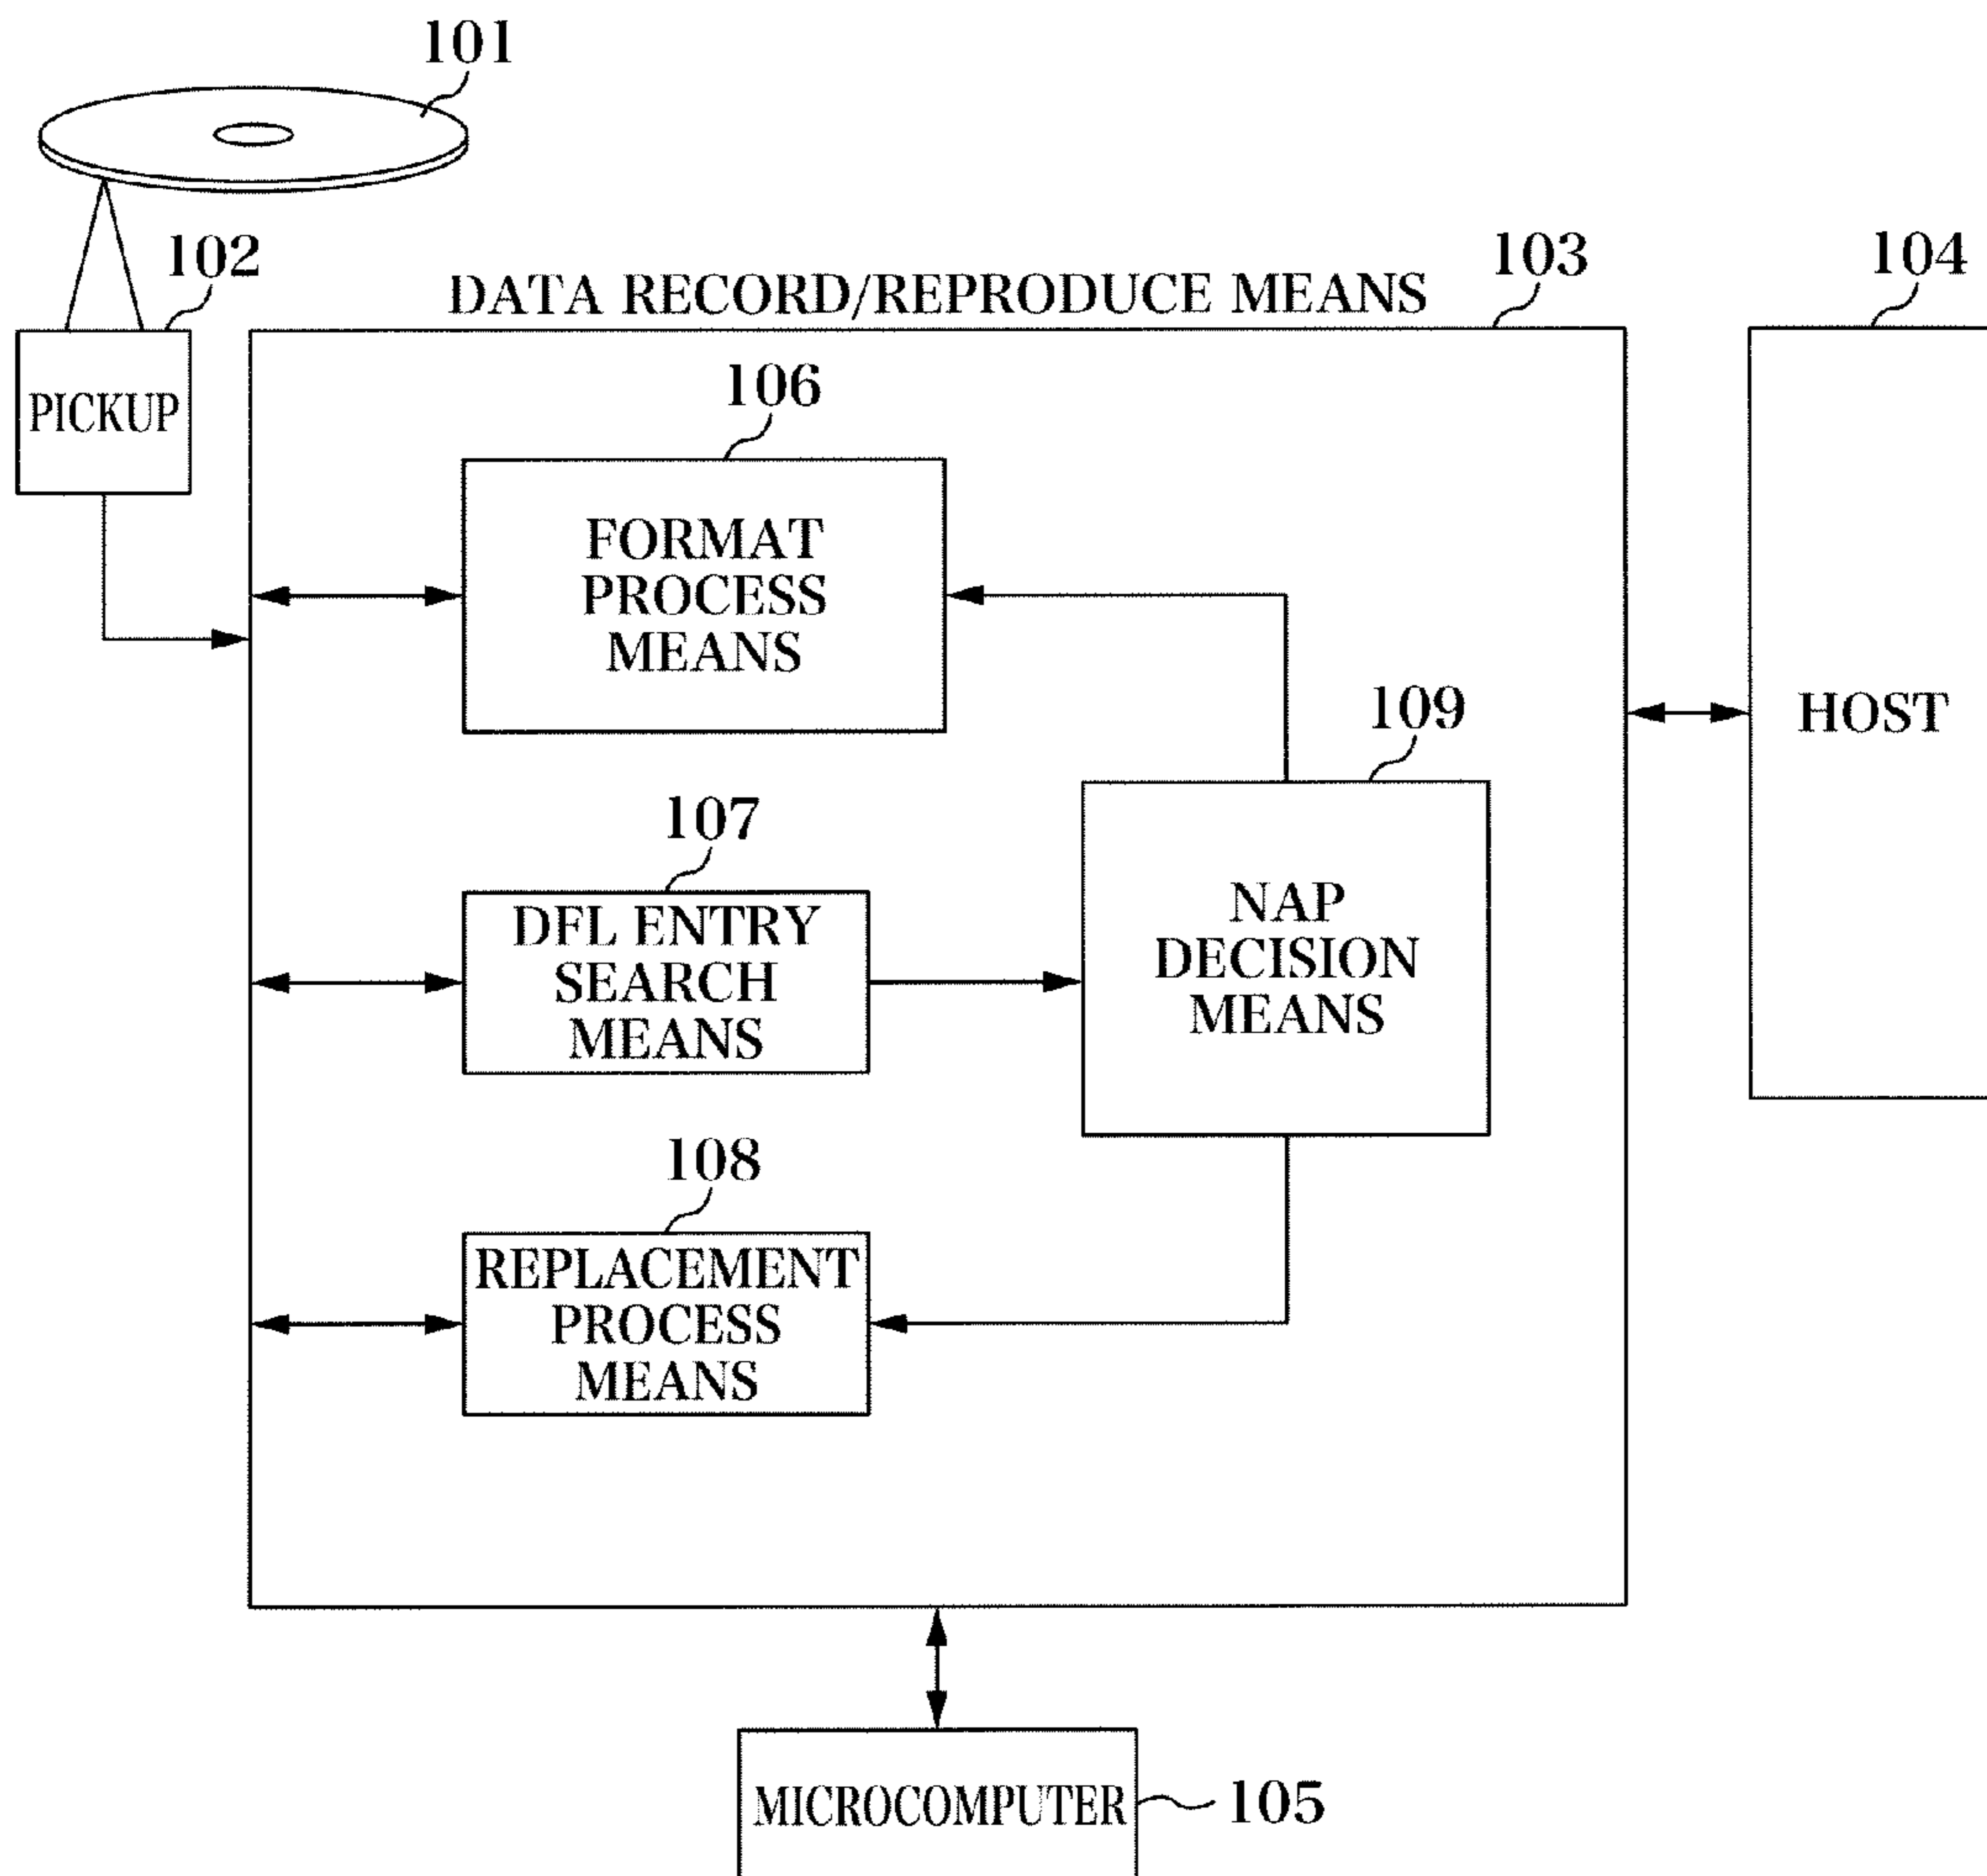 101
102
DATA RECORD/REPRODUCE MEANS
103
104
PICKUP
106
FORMAT
PROCESS
MEANS
109
HOST
107
DFL ENTRY
SEARCH
MEANS
NAP
DECISION
MEANS
108
REPLACEMENT
PROCESS
MEANS
MICROCOMPUTER
105